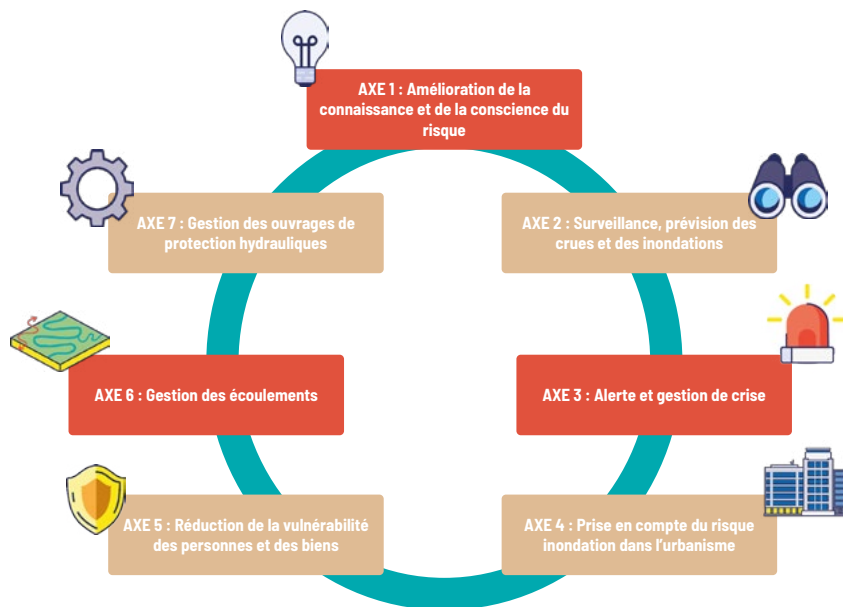 AXE 1 : Amélioration de la
connaissance et de la conscience du
risque
AXE 7 : Gestion des ouvrages de
protection hydrauliques
AXE 2 : Surveillance, prévision des
crues et des inondations
AXE 6 : Gestion des écoulements
AXE 3 : Alerte et gestion de crise
AXE 5 : Réduction de la vulnérabilité
des personnes et des biens
AXE 4 : Prise en compte du risque
inondation dans l’urbanisme